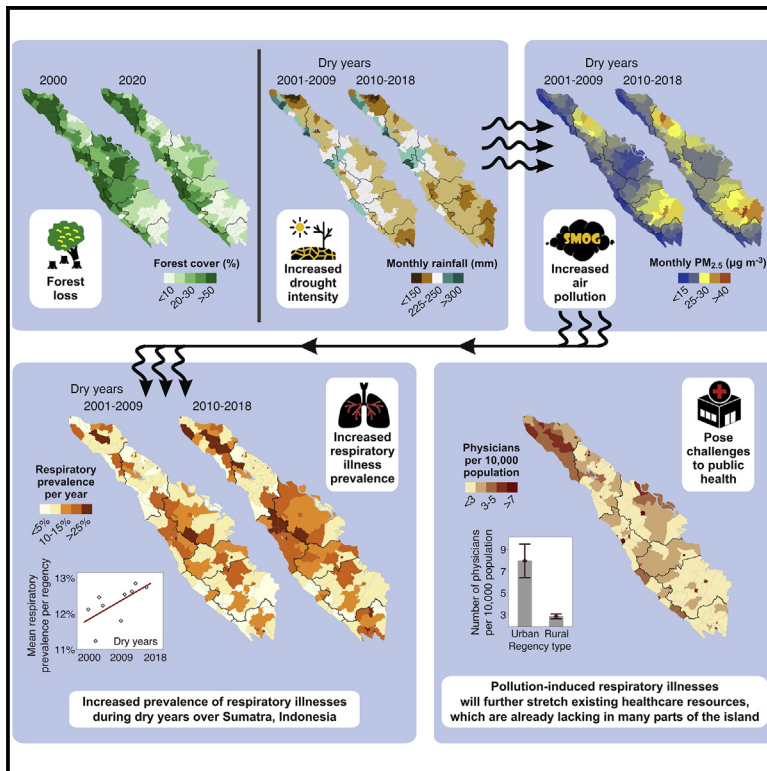 Dry years
2000 2020
2001-2009 2010-2018
Forest
loss
Forest cover (%)
<10
20-30
>50
Increased
drought
intensity
Monthly rainfall (mm)
<150
225-250
>300
Dry years
2001-2009 2010-2018
SMOG
Increased
air
pollution
Monthly PM2.5 (µg m-3)
<15
25-30
>40
Dry years
2001-2009 2010-2018
Increased
respiratory
illness
prevalence
Respiratory
prevalence
per year
<5%
10-15%
>25%
Mean respiratory
prevalence per regency
13%
12%
11%
Dry years
2000 2009 2018
Increased prevalence of respiratory illnesses
during dry years over Sumatra, Indonesia
Pose
challenges
to public
health
Physicians
per 10,000
population
<3
3-5
>7
Number of physicians
per 10,000 population
9
7
5
3
Urban Rural
Regency type
Pollution-induced respiratory illnesses
will further stretch existing healthcare resources,
which are already lacking in many parts of the island